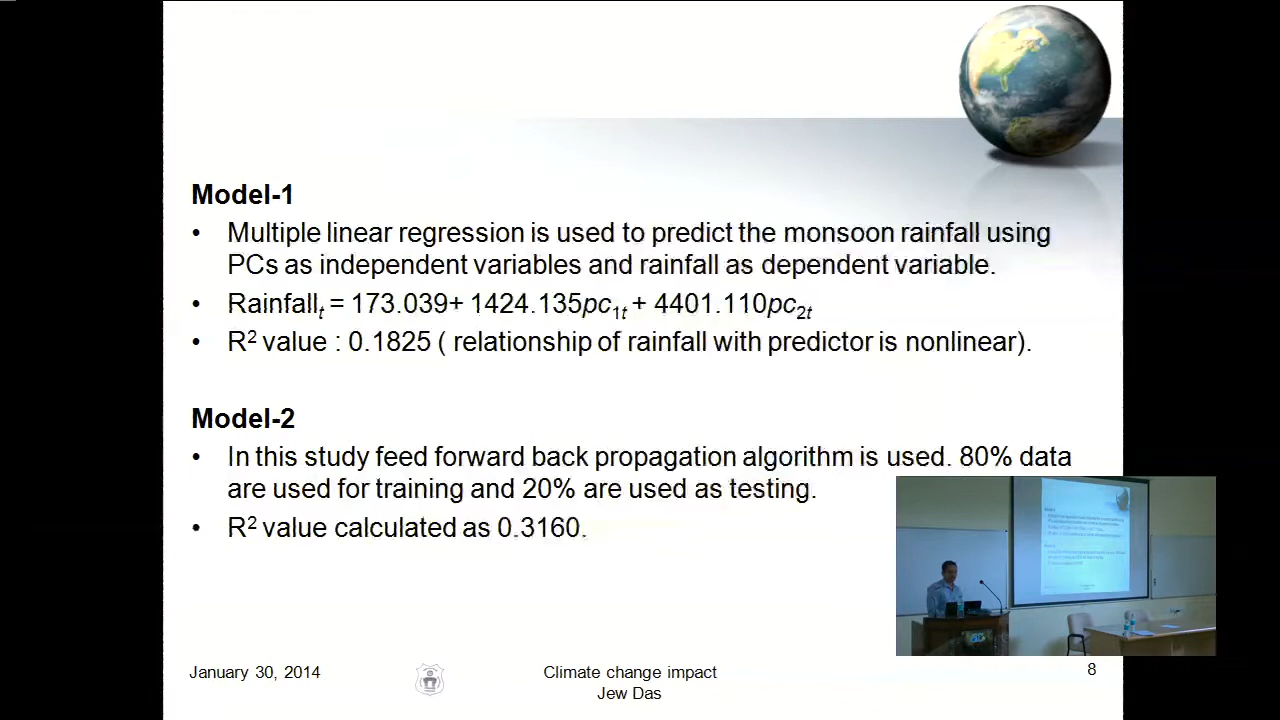 Model-1
• Multiple linear regression is used to predict the monsoon rainfall using
PCs as independent variables and rainfall as dependent variable.
• Rainfallₜ = 173.039+ 1424.135pc₁ₜ + 4401.110pc₂ₜ
• R² value : 0.1825 ( relationship of rainfall with predictor is nonlinear).
Model-2
• In this study feed forward back propagation algorithm is used. 80% data
are used for training and 20% are used as testing.
• R² value calculated as 0.3160.
January 30, 2014
Climate change impact
Jew Das
8